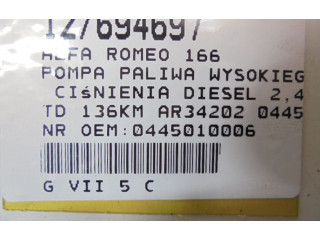 127694697
ALFA ROMEO 166
POMPA PALIWA WYSOKIEG
CIŚNIENIA DIESEL 2,4
TD 136KM AR34202 0445
NR OEM:0445010006
G VII 5 C